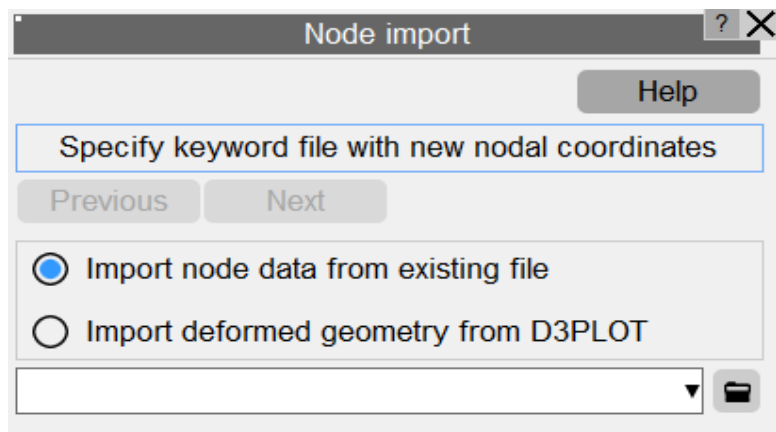 Node import
?
Help
Specify keyword file with new nodal coordinates
Previous Next
Import node data from existing file
Import deformed geometry from D3PLOT